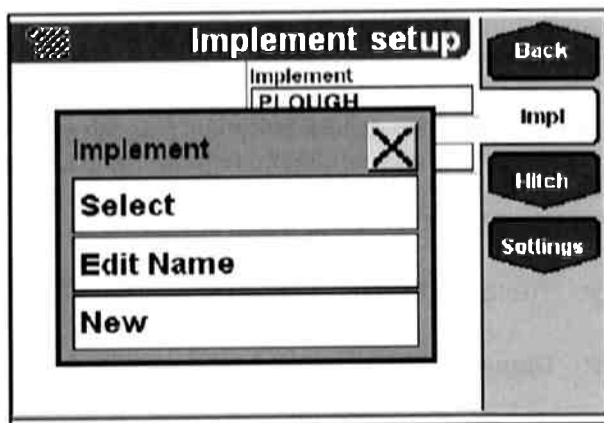 Implement setup
Back
Implement
PLOUGH
Impl
Implement
Select
Hitch
Edit Name
Settings
New